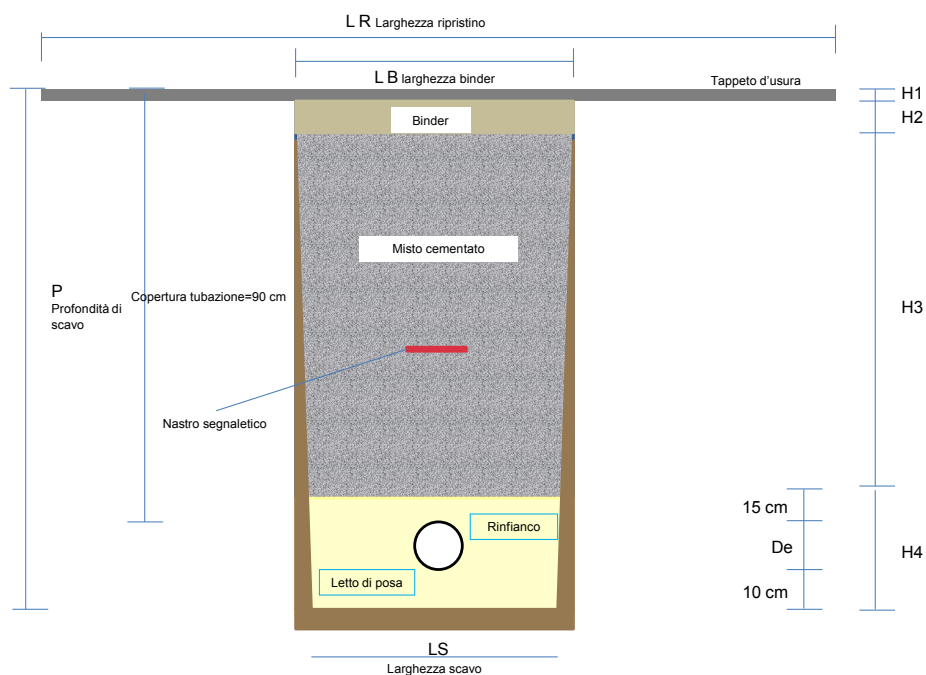 L R Larghezza ripristino
L B larghezza binder
Tappeto d'usura
H1
H2
Binder
Misto cementato
P
Profondità di
scavo
Copertura tubazione=90 cm
H3
Nastro segnaletico
15 cm
Rinfianco
De
H4
Letto di posa
10 cm
LS
Larghezza scavo